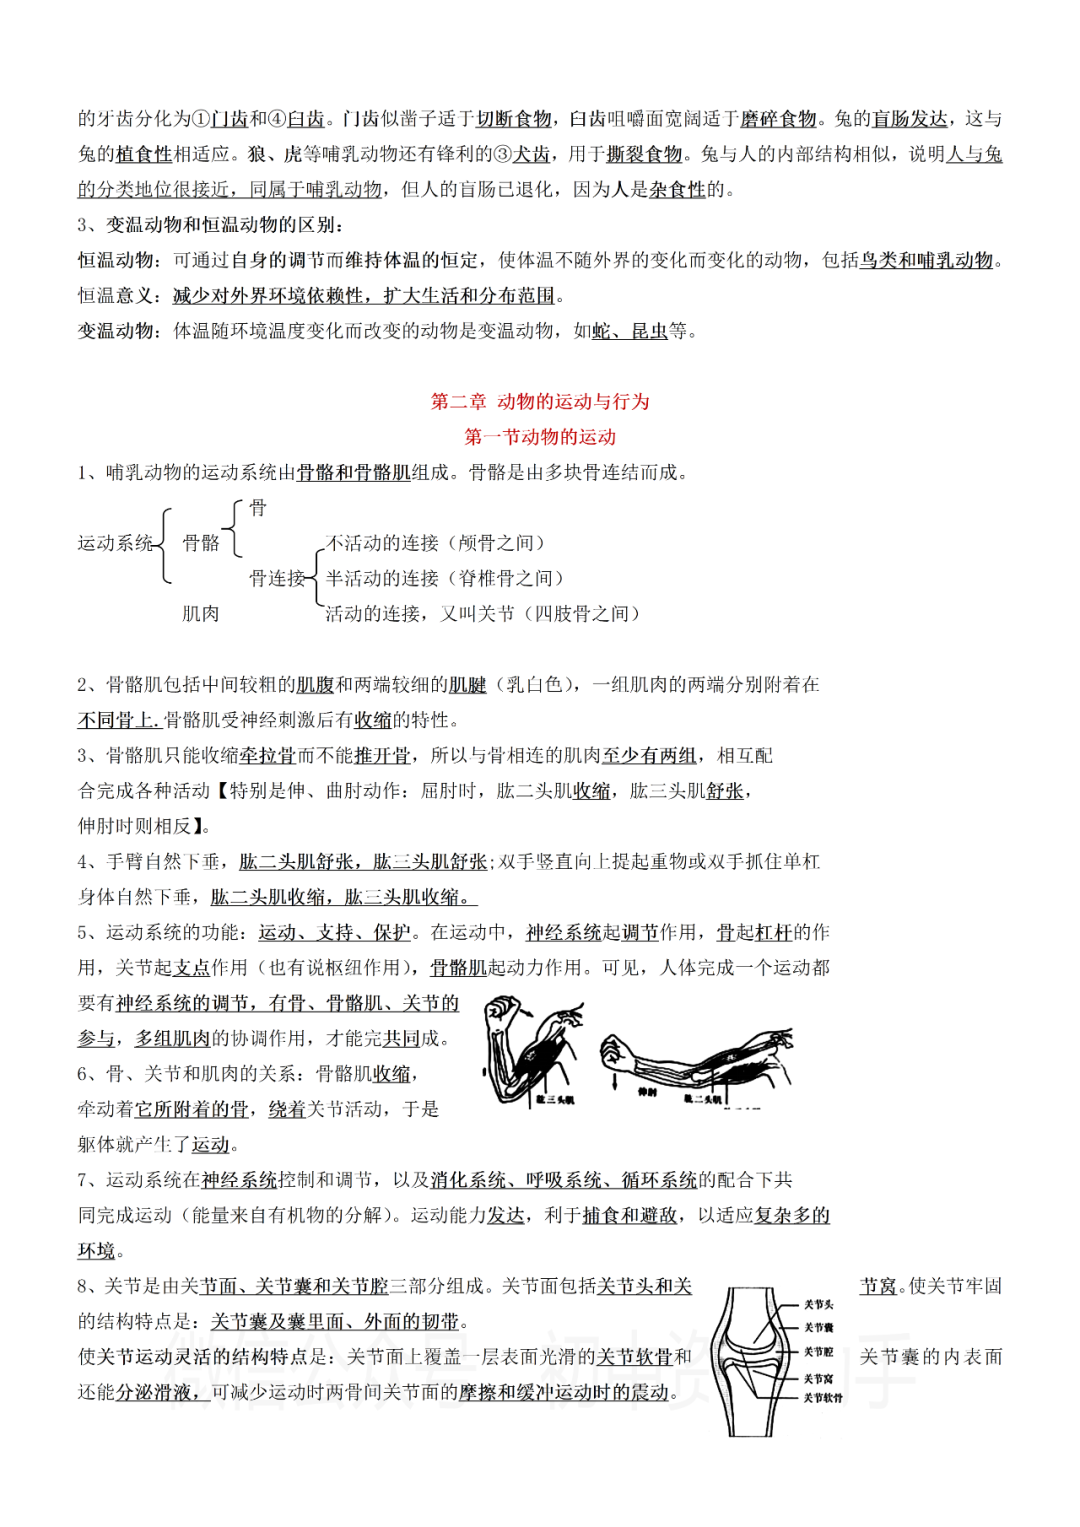 的牙齿分化为①门齿和④臼齿。门齿似凿子适于切断食物，臼齿咀嚼面宽阔适于磨碎食物。兔的盲肠发达，这与
兔的植食性相适应。狼、虎等哺乳动物还有锋利的③犬齿，用于撕裂食物。兔与人的内部结构相似，说明人与兔
的分类地位很接近，同属于哺乳动物，但人的盲肠已退化，因为人是杂食性的。
3、变温动物和恒温动物的区别：
恒温动物：可通过自身的调节而维持体温的恒定，使体温不随外界的变化而变化的动物，包括鸟类和哺乳动物。
恒温意义：减少对外界环境依赖性，扩大生活和分布范围。
变温动物：体温随环境温度变化而改变的动物是变温动物，如蛇、昆虫等。
第二章 动物的运动与行为
第一节动物的运动
1、哺乳动物的运动系统由骨骼和骨骼肌组成。骨骼是由多块骨连结而成。
骨
运动系统 骨骼 不活动的连接（颅骨之间）
骨连接 半活动的连接（脊椎骨之间）
肌肉 活动的连接，又叫关节（四肢骨之间）
2、骨骼肌包括中间较粗的肌腹和两端较细的肌腱（乳白色），一组肌肉的两端分别附着在
不同骨上.骨骼肌受神经刺激后有收缩的特性。
3、骨骼肌只能收缩牵拉骨而不能推开骨，所以与骨相连的肌肉至少有两组，相互配
合完成各种活动【特别是伸、曲肘动作：屈肘时，肱二头肌收缩，肱三头肌舒张，
伸肘时则相反】。
4、手臂自然下垂，肱二头肌舒张，肱三头肌舒张;双手竖直向上提起重物或双手抓住单杠
身体自然下垂，肱二头肌收缩，肱三头肌收缩。
5、运动系统的功能：运动、支持、保护。在运动中，神经系统起调节作用，骨起杠杆的作
用，关节起支点作用（也有说枢纽作用），骨骼肌起动力作用。可见，人体完成一个运动都
要有神经系统的调节，有骨、骨骼肌、关节的
参与，多组肌肉的协调作用，才能完共同成。
6、骨、关节和肌肉的关系：骨骼肌收缩，
牵动着它所附着的骨，绕着关节活动，于是
躯体就产生了运动。
肱三头肌
伸肘
肱二头肌
7、运动系统在神经系统控制和调节，以及消化系统、呼吸系统、循环系统的配合下共
同完成运动（能量来自有机物的分解）。运动能力发达，利于捕食和避敌，以适应复杂多的
环境。
8、关节是由关节面、关节囊和关节腔三部分组成。关节面包括关节头和关 节窝。使关节牢固
的结构特点是：关节囊及囊里面、外面的韧带。
使关节运动灵活的结构特点是：关节面上覆盖一层表面光滑的关节软骨和 关节囊的内表面
还能分泌滑液，可减少运动时两骨间关节面的摩擦和缓冲运动时的震动。
关节头
关节囊
关节腔
关节窝
关节软骨